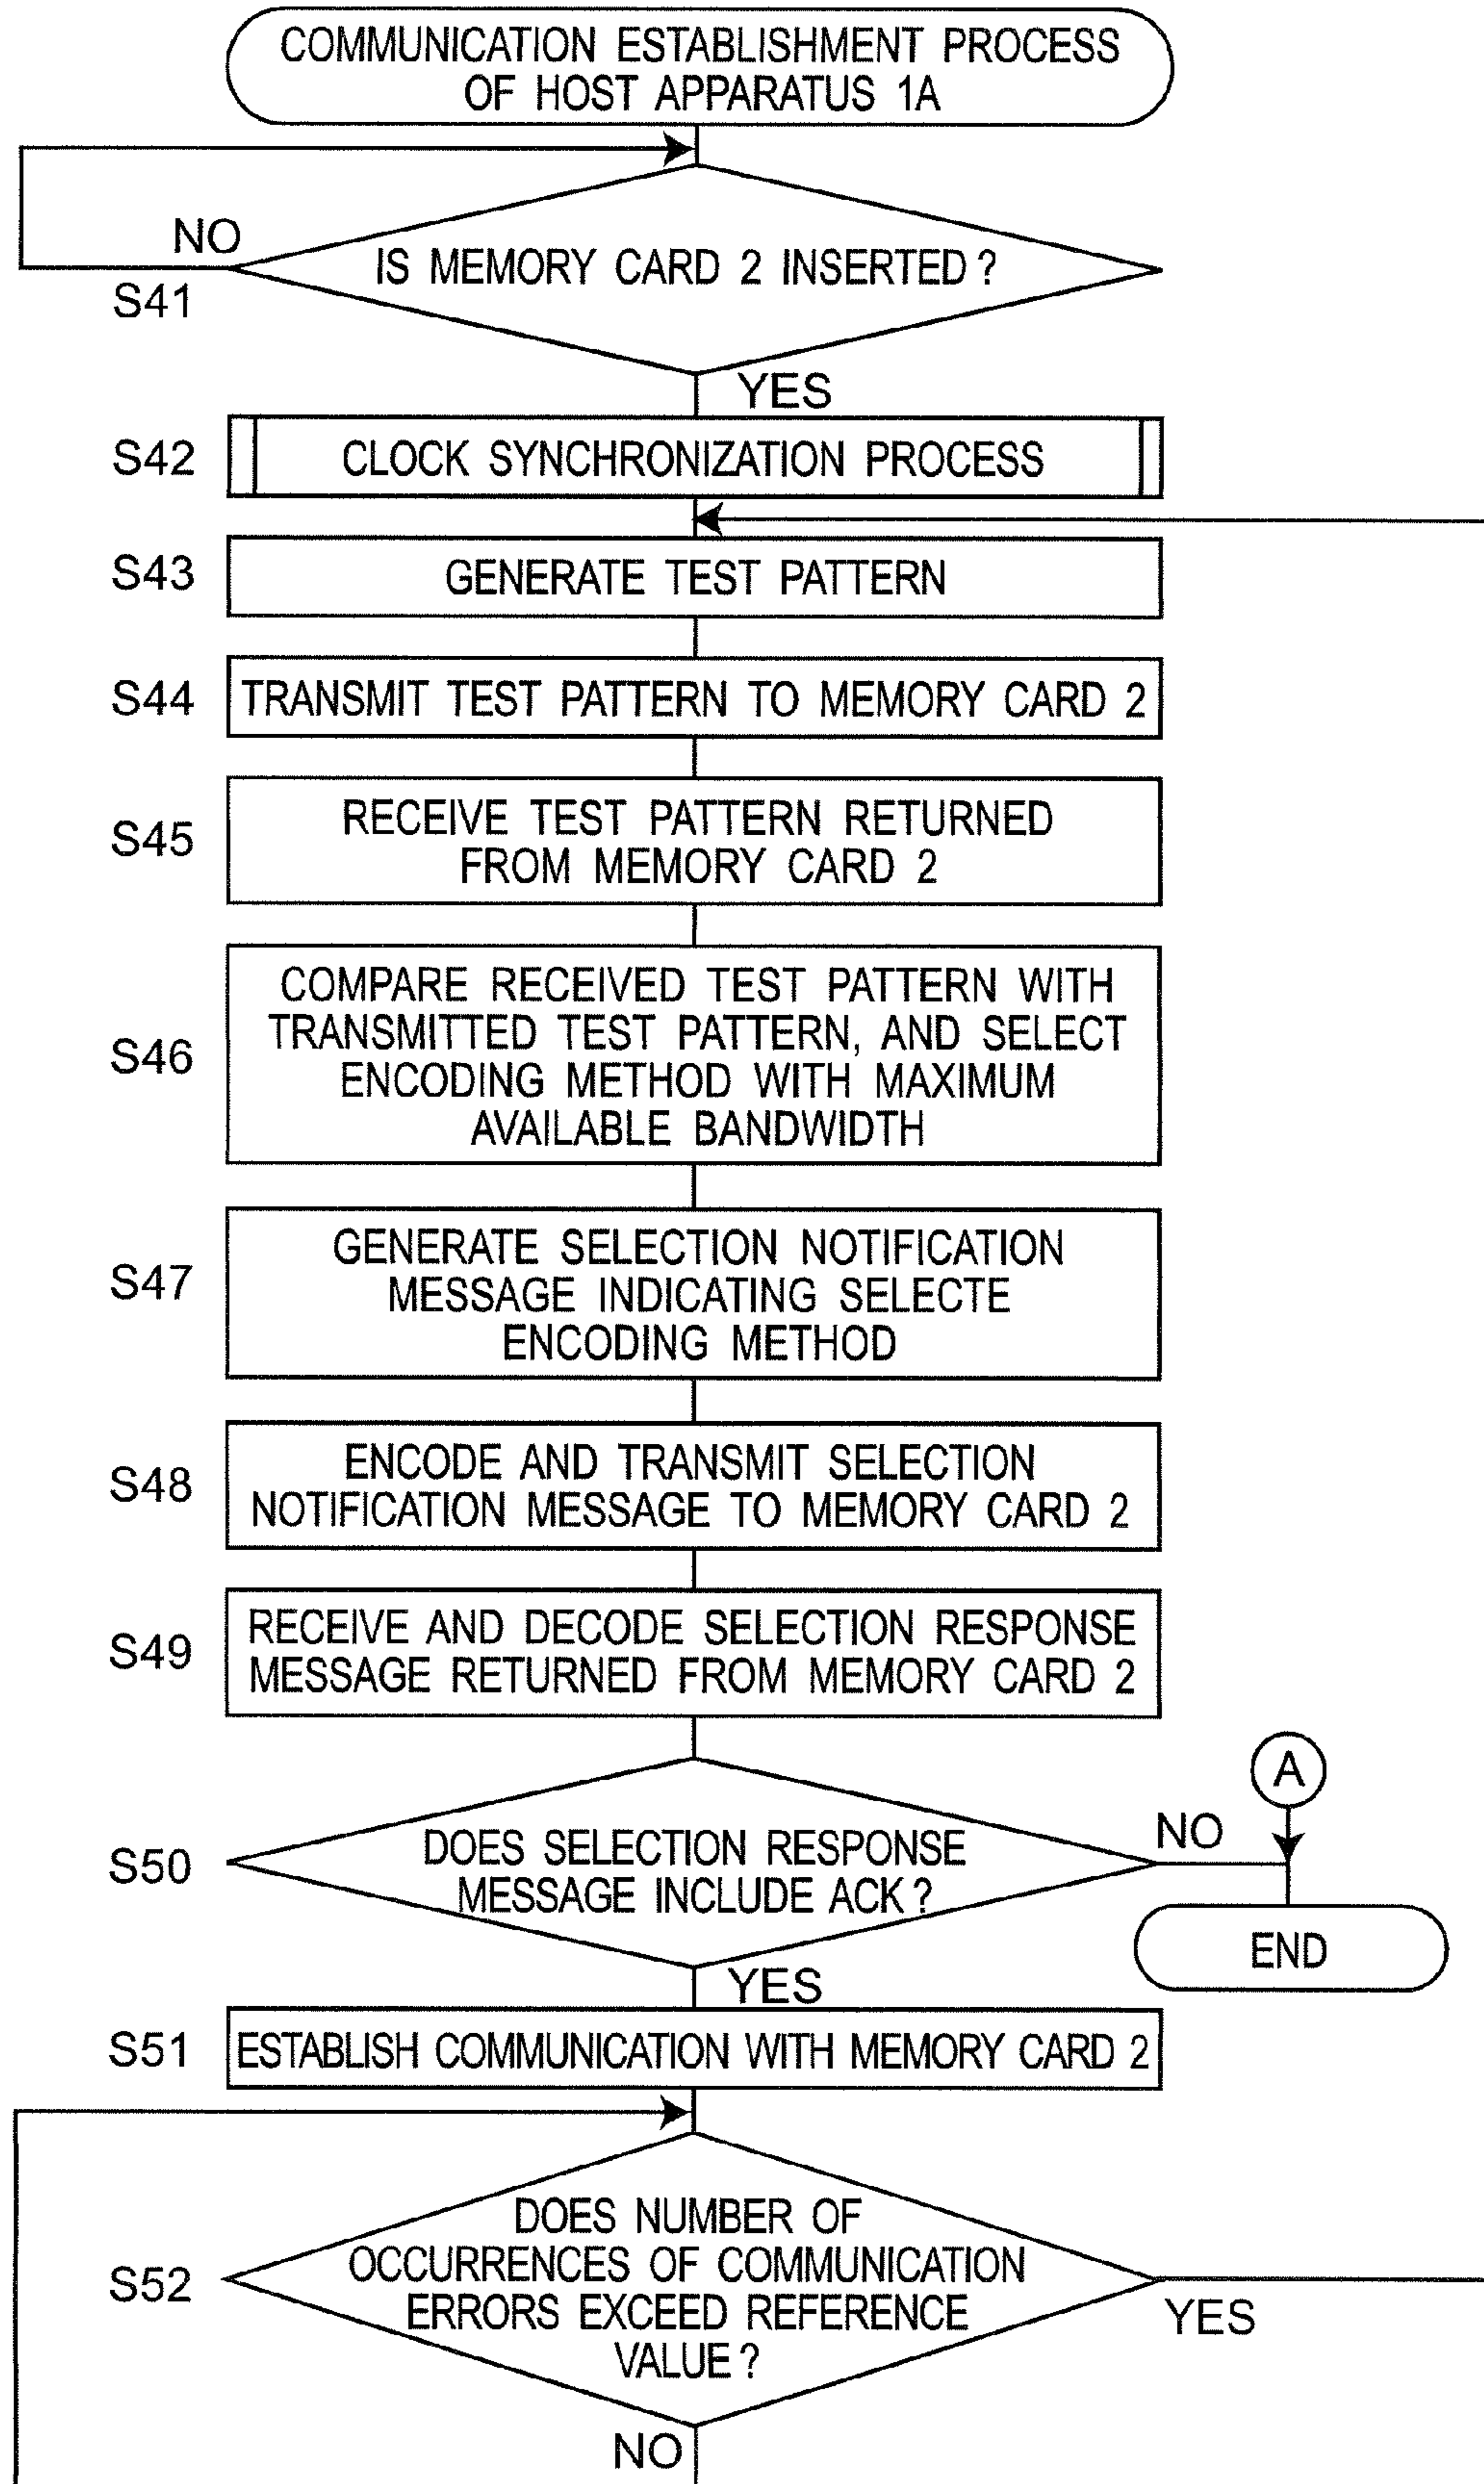 COMMUNICATION ESTABLISHMENT PROCESS
OF HOST APPARATUS 1A
NO
IS MEMORY CARD 2 INSERTED?
S41
YES
S42
CLOCK SYNCHRONIZATION PROCESS
S43
GENERATE TEST PATTERN
S44
TRANSMIT TEST PATTERN TO MEMORY CARD 2
S45
RECEIVE TEST PATTERN RETURNED
FROM MEMORY CARD 2
S46
COMPARE RECEIVED TEST PATTERN WITH
TRANSMITTED TEST PATTERN, AND SELECT
ENCODING METHOD WITH MAXIMUM
AVAILABLE BANDWIDTH
S47
GENERATE SELECTION NOTIFICATION
MESSAGE INDICATING SELECTE
ENCODING METHOD
S48
ENCODE AND TRANSMIT SELECTION
NOTIFICATION MESSAGE TO MEMORY CARD 2
S49
RECEIVE AND DECODE SELECTION RESPONSE
MESSAGE RETURNED FROM MEMORY CARD 2
A
NO
S50
DOES SELECTION RESPONSE
MESSAGE INCLUDE ACK?
END
YES
S51
ESTABLISH COMMUNICATION WITH MEMORY CARD 2
S52
DOES NUMBER OF
OCCURRENCES OF COMMUNICATION
ERRORS EXCEED REFERENCE
VALUE?
YES
NO